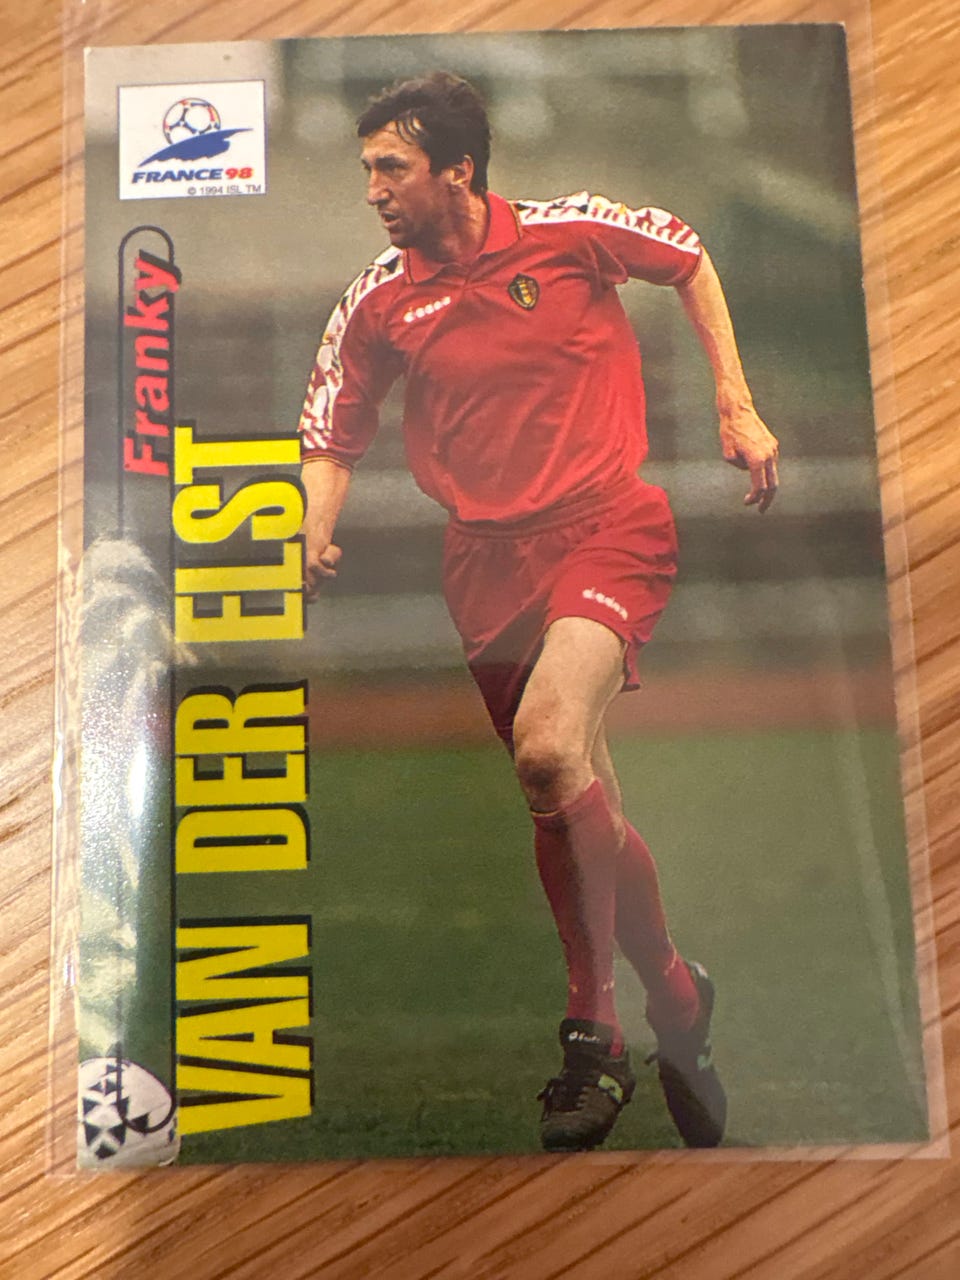 FRANCE 98
© 1994 ISL TM
Franky
VAN DER ELST
diadora
diadora